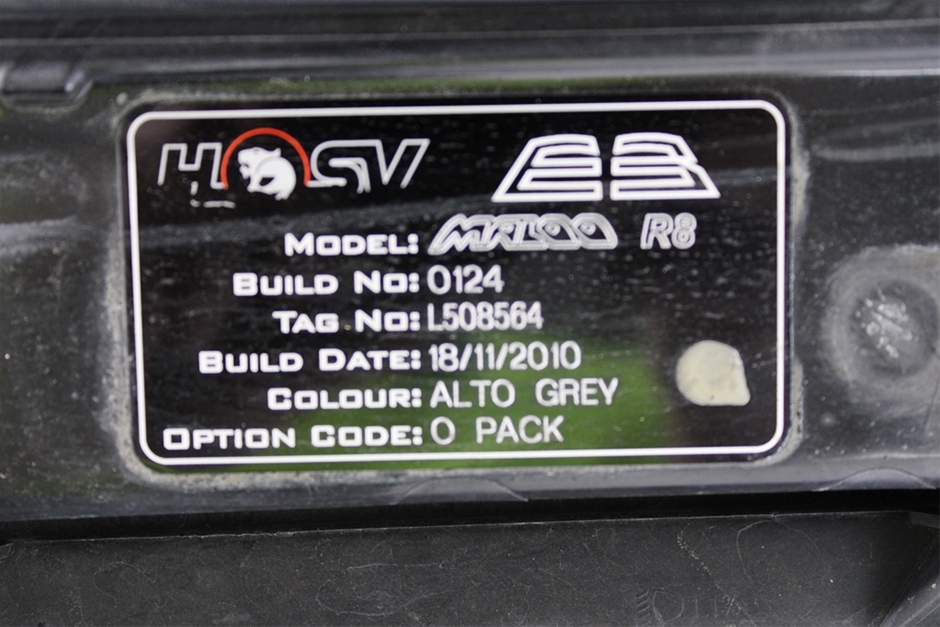 HSV E3
MODEL: MALOO R8
BUILD NO: 0124
TAG NO: L508564
BUILD DATE: 18/11/2010
COLOUR: ALTO GREY
OPTION CODE: O PACK